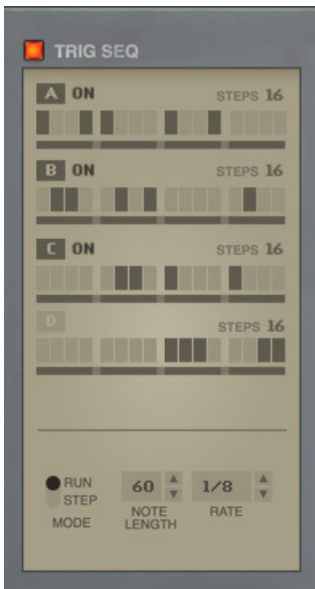 TRIG SEQ
A ON STEPS 16
B ON STEPS 16
C ON STEPS 16
D STEPS 16
RUN
STEP
MODE
60
NOTE
LENGTH
1/8
RATE